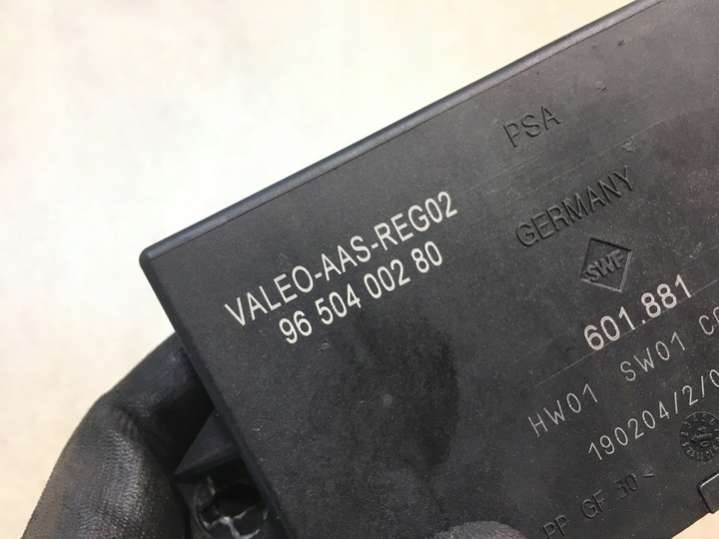 PSA
VALEO-AAS-REG02
GERMANY
96 504 002 80
SWF
601.881
HW01 SW01
190204/2/0
PP GF 30